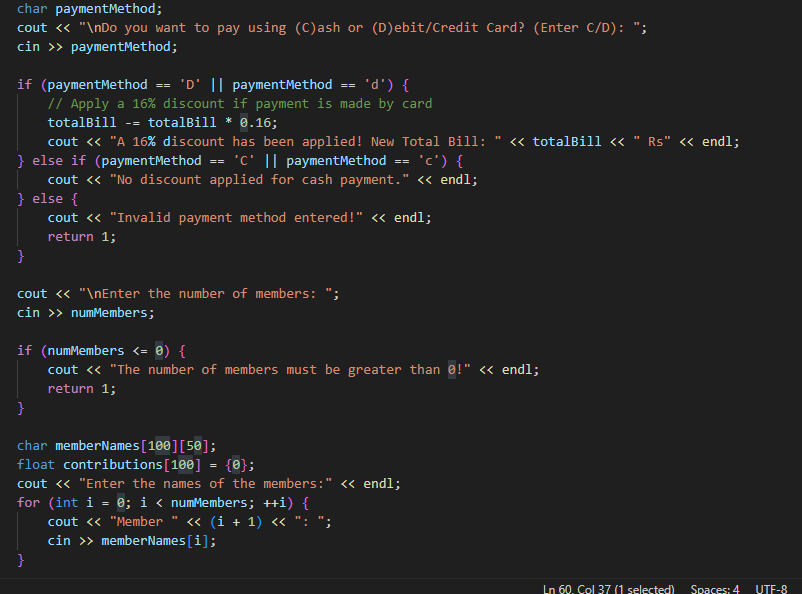 char paymentMethod;
cout << "\nDo you want to pay using (C)ash or (D)ebit/Credit Card? (Enter C/D): ";
cin >> paymentMethod;

if (paymentMethod == 'D' || paymentMethod == 'd') {
    // Apply a 16% discount if payment is made by card
    totalBill -= totalBill * 0.16;
    cout << "A 16% discount has been applied! New Total Bill: " << totalBill << " Rs" << endl;
} else if (paymentMethod == 'C' || paymentMethod == 'c') {
    cout << "No discount applied for cash payment." << endl;
} else {
    cout << "Invalid payment method entered!" << endl;
    return 1;
}

cout << "\nEnter the number of members: ";
cin >> numMembers;

if (numMembers <= 0) {
    cout << "The number of members must be greater than 0!" << endl;
    return 1;
}

char memberNames[100][50];
float contributions[100] = {0};
cout << "Enter the names of the members:" << endl;
for (int i = 0; i < numMembers; ++i) {
    cout << "Member " << (i + 1) << ": ";
    cin >> memberNames[i];
}
Ln 60, Col 37 (1 selected) Spaces: 4 UTF-8